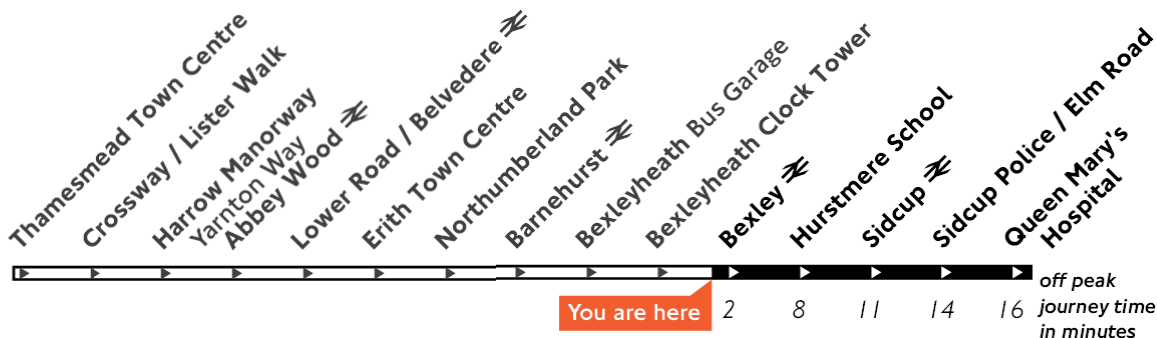 Thamesmead Town Centre
Crossway / Lister Walk
Harrow Manorway
Yarnton Way
Abbey Wood
Lower Road / Belvedere
Erith Town Centre
Northumberland Park
Barnehurst
Bexleyheath Bus Garage
Bexleyheath Clock Tower
Bexley
Hurstmere School
Sidcup
Sidcup Police / Elm Road
Queen Mary's
Hospital
You are here
2 8 11 14 16
off peak
journey time
in minutes